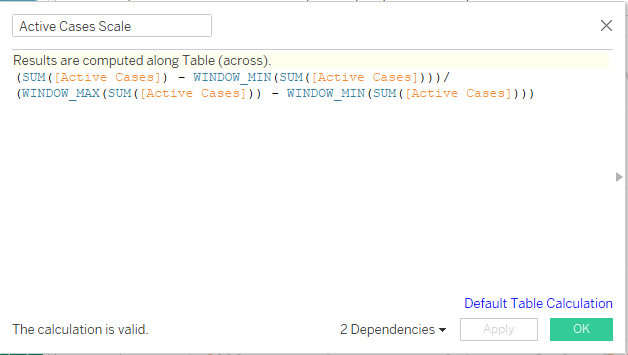 Active Cases Scale
Results are computed along Table (across).
(SUM([Active Cases]) - WINDOW_MIN(SUM([Active Cases])))/
(WINDOW_MAX(SUM([Active Cases])) - WINDOW_MIN(SUM([Active Cases])))
Default Table Calculation
The calculation is valid. 2 Dependencies Apply OK